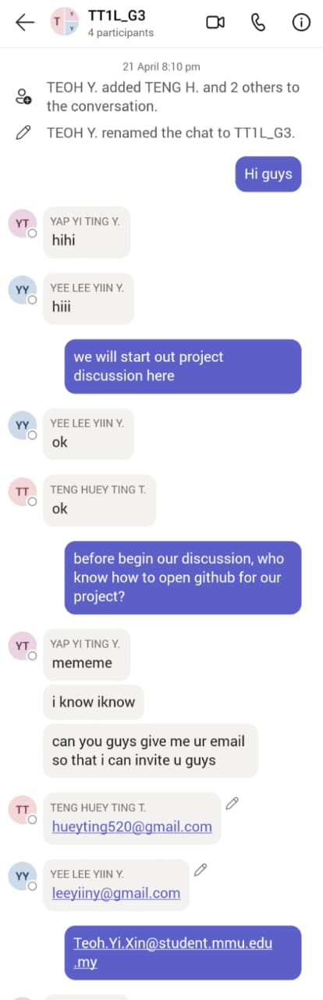 TT1L_G3
T
Y
Y
4 participants
21 April 8:10 pm
TEOH Y. added TENG H. and 2 others to
the conversation.
TEOH Y. renamed the chat to TT1L_G3.
Hi guys
YT
YAP YI TING Y.
hihi
YY
YEE LEE YIIN Y.
hiii
we will start out project
discussion here
YY
YEE LEE YIIN Y.
ok
TT
TENG HUEY TING T.
ok
before begin our discussion, who
know how to open github for our
project?
YT
YAP YI TING Y.
mememe
i know iknow
can you guys give me ur email
so that i can invite u guys
TT
TENG HUEY TING T.
hueyting520@gmail.com
YY
YEE LEE YIIN Y.
leeyiiny@gmail.com
Teoh.Yi.Xin@student.mmu.edu
.my